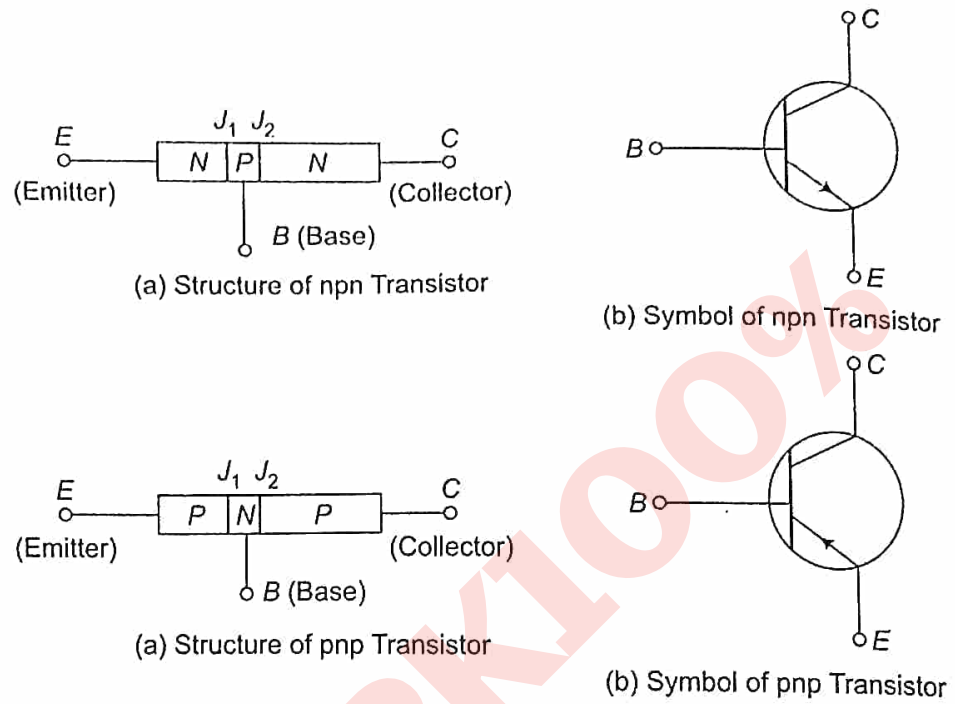 C
J1 J2
E
C
N P N
B
(Emitter)
(Collector)
B (Base)
(a) Structure of npn Transistor
E
(b) Symbol of npn Transistor
C
J1 J2
E
C
P N P
B
(Emitter)
(Collector)
B (Base)
(a) Structure of pnp Transistor
E
(b) Symbol of pnp Transistor
K100%